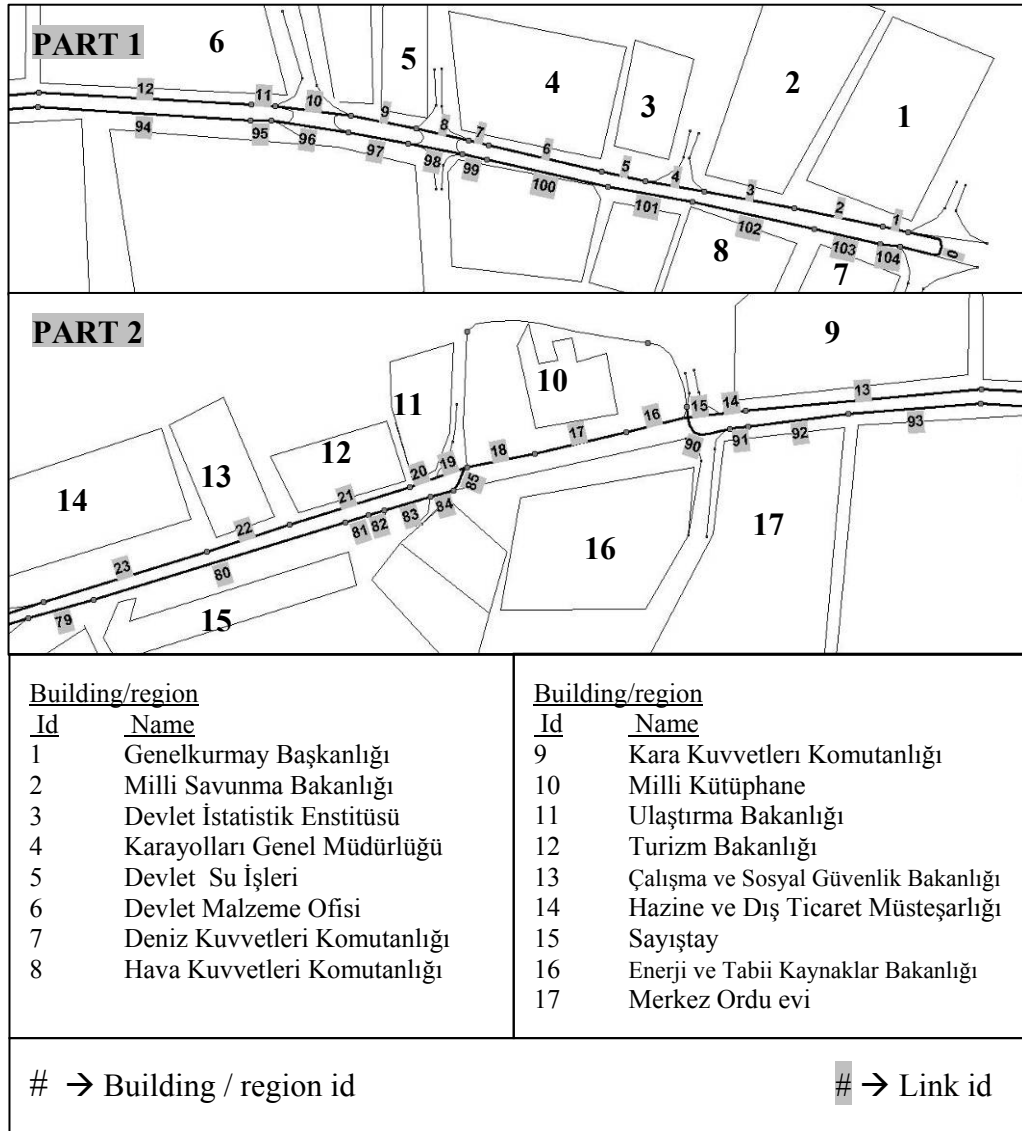 PART 1
6
5
4
3
2
1
12
11
10
9
8
7
6
5
4
3
2
1
0
94
95
96
97
98
99
100
101
102
103
104
8
7
PART 2
9
10
11
12
13
14
13
14
15
16
17
18
19
20
21
22
23
93
92
91
90
85
84
83
82
81
80
79
15
16
17
Building/region
Id Name
1 Genelkurmay Başkanlığı
2 Milli Savunma Bakanlığı
3 Devlet İstatistik Enstitüsü
4 Karayolları Genel Müdürlüğü
5 Devlet Su İşleri
6 Devlet Malzeme Ofisi
7 Deniz Kuvvetleri Komutanlığı
8 Hava Kuvvetleri Komutanlığı
Building/region
Id Name
9 Kara Kuvvetlerı Komutanlığı
10 Milli Kütüphane
11 Ulaştırma Bakanlığı
12 Turizm Bakanlığı
13 Çalışma ve Sosyal Güvenlik Bakanlığı
14 Hazine ve Dış Ticaret Müsteşarlığı
15 Sayıştay
16 Enerji ve Tabii Kaynaklar Bakanlığı
17 Merkez Ordu evi
# → Building / region id
# → Link id